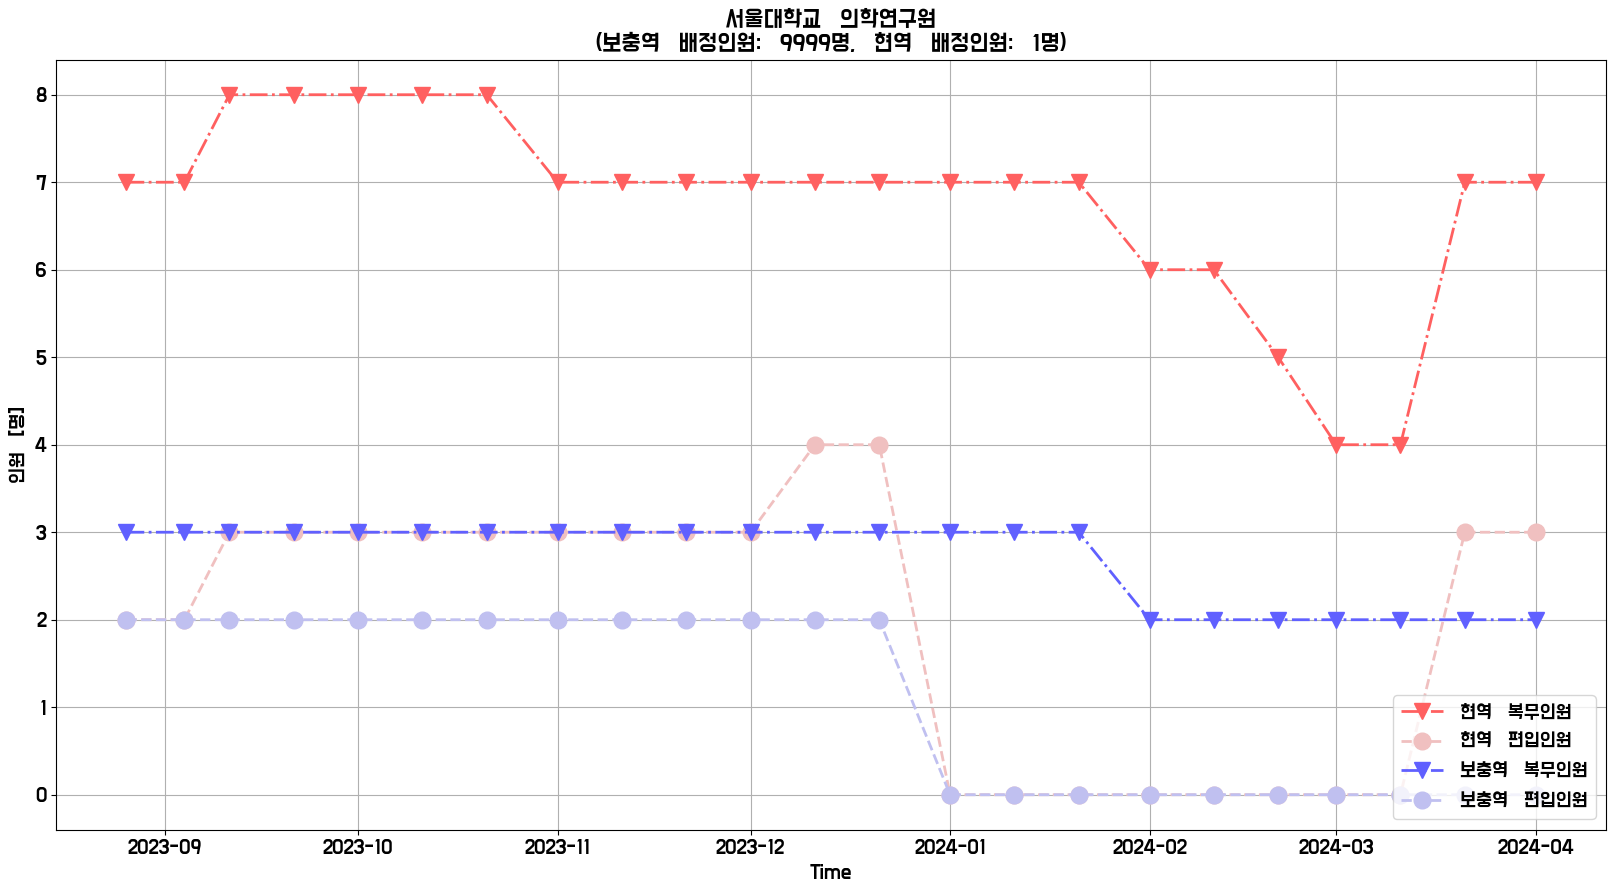 서울대학교 의학연구원
(보충역 배정인원: 9999명, 현역 배정인원: 1명)
8
7
6
5
4
3
2
1
0
인원 [명]
2023-09 2023-10 2023-11 2023-12 2024-01 2024-02 2024-03 2024-04
Time
현역 복무인원
현역 편입인원
보충역 복무인원
보충역 편입인원